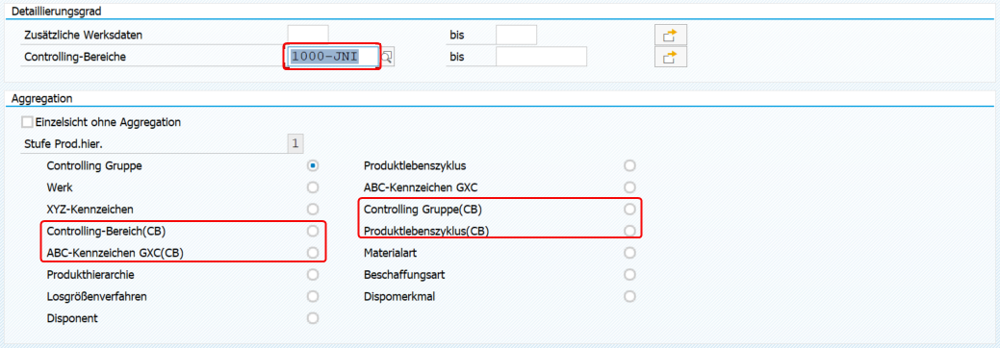 Detaillierungsgrad
Zusätzliche Werksdaten bis
Controlling-Bereiche 1000-JNI bis
Aggregation
Einzelsicht ohne Aggregation
Stufe Prod.hier. 1
Controlling Gruppe Produktlebenszyklus
Werk ABC-Kennzeichen GXC
XYZ-Kennzeichen Controlling Gruppe(CB)
Controlling-Bereich(CB) Produktlebenszyklus(CB)
ABC-Kennzeichen GXC(CB) Materialart
Produkthierarchie Beschaffungsart
Losgrößenverfahren Dispomerkmal
Disponent